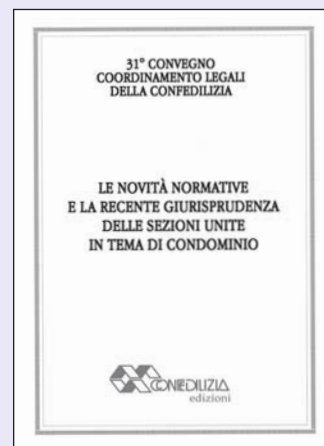 31° CONVEGNO
COORDINAMENTO LEGALI
DELLA CONFEDILIZIA
LE NOVITÀ NORMATIVE
E LA RECENTE GIURISPRUDENZA
DELLE SEZIONI UNITE
IN TEMA DI CONDOMINIO
CONFEDILIZIA
edizioni